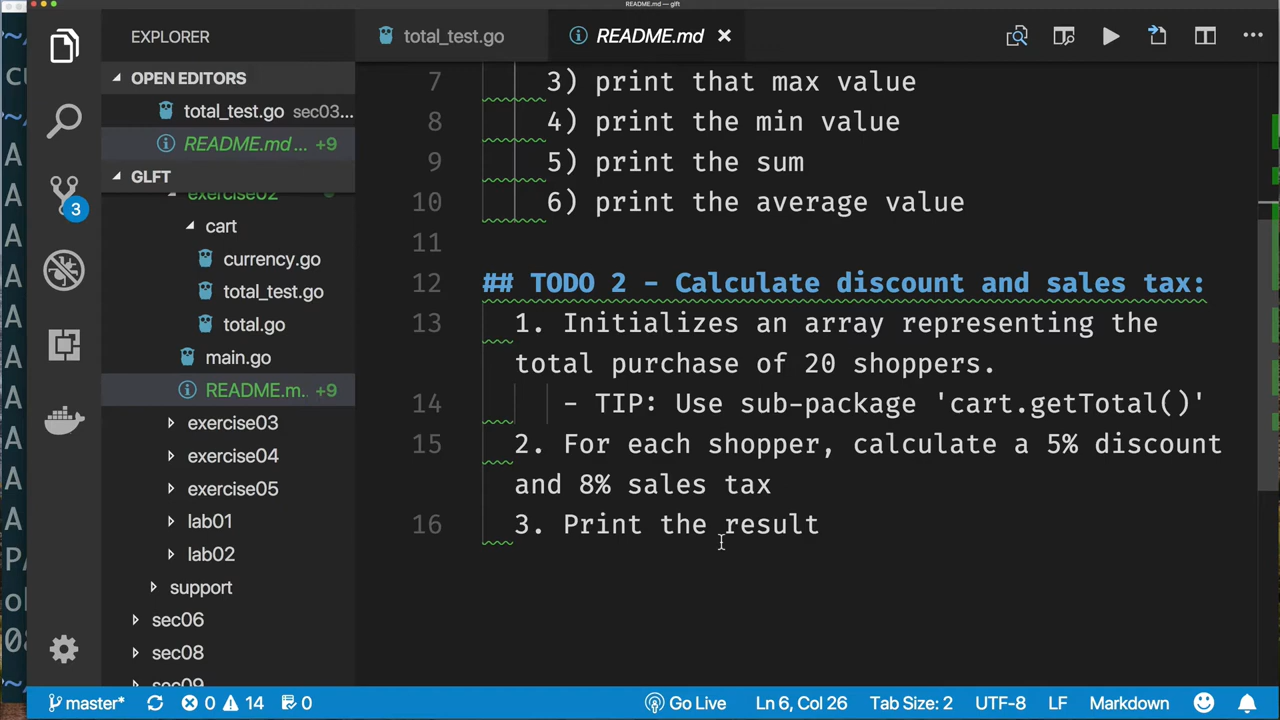 README.md — glft
EXPLORER
total_test.go
README.md
OPEN EDITORS
total_test.go sec03...
README.md ... +9
GLFT
exercise02
cart
currency.go
total_test.go
total.go
main.go
README.m.. +9
exercise03
exercise04
exercise05
lab01
lab02
support
sec06
sec08
3
7 3) print that max value
8 4) print the min value
9 5) print the sum
10 6) print the average value
11
12 ## TODO 2 - Calculate discount and sales tax:
13 1. Initializes an array representing the
total purchase of 20 shoppers.
14 - TIP: Use sub-package 'cart.getTotal()'
15 2. For each shopper, calculate a 5% discount
and 8% sales tax
16 3. Print the result
master* 0 14 0 Go Live Ln 6, Col 26 Tab Size: 2 UTF-8 LF Markdown